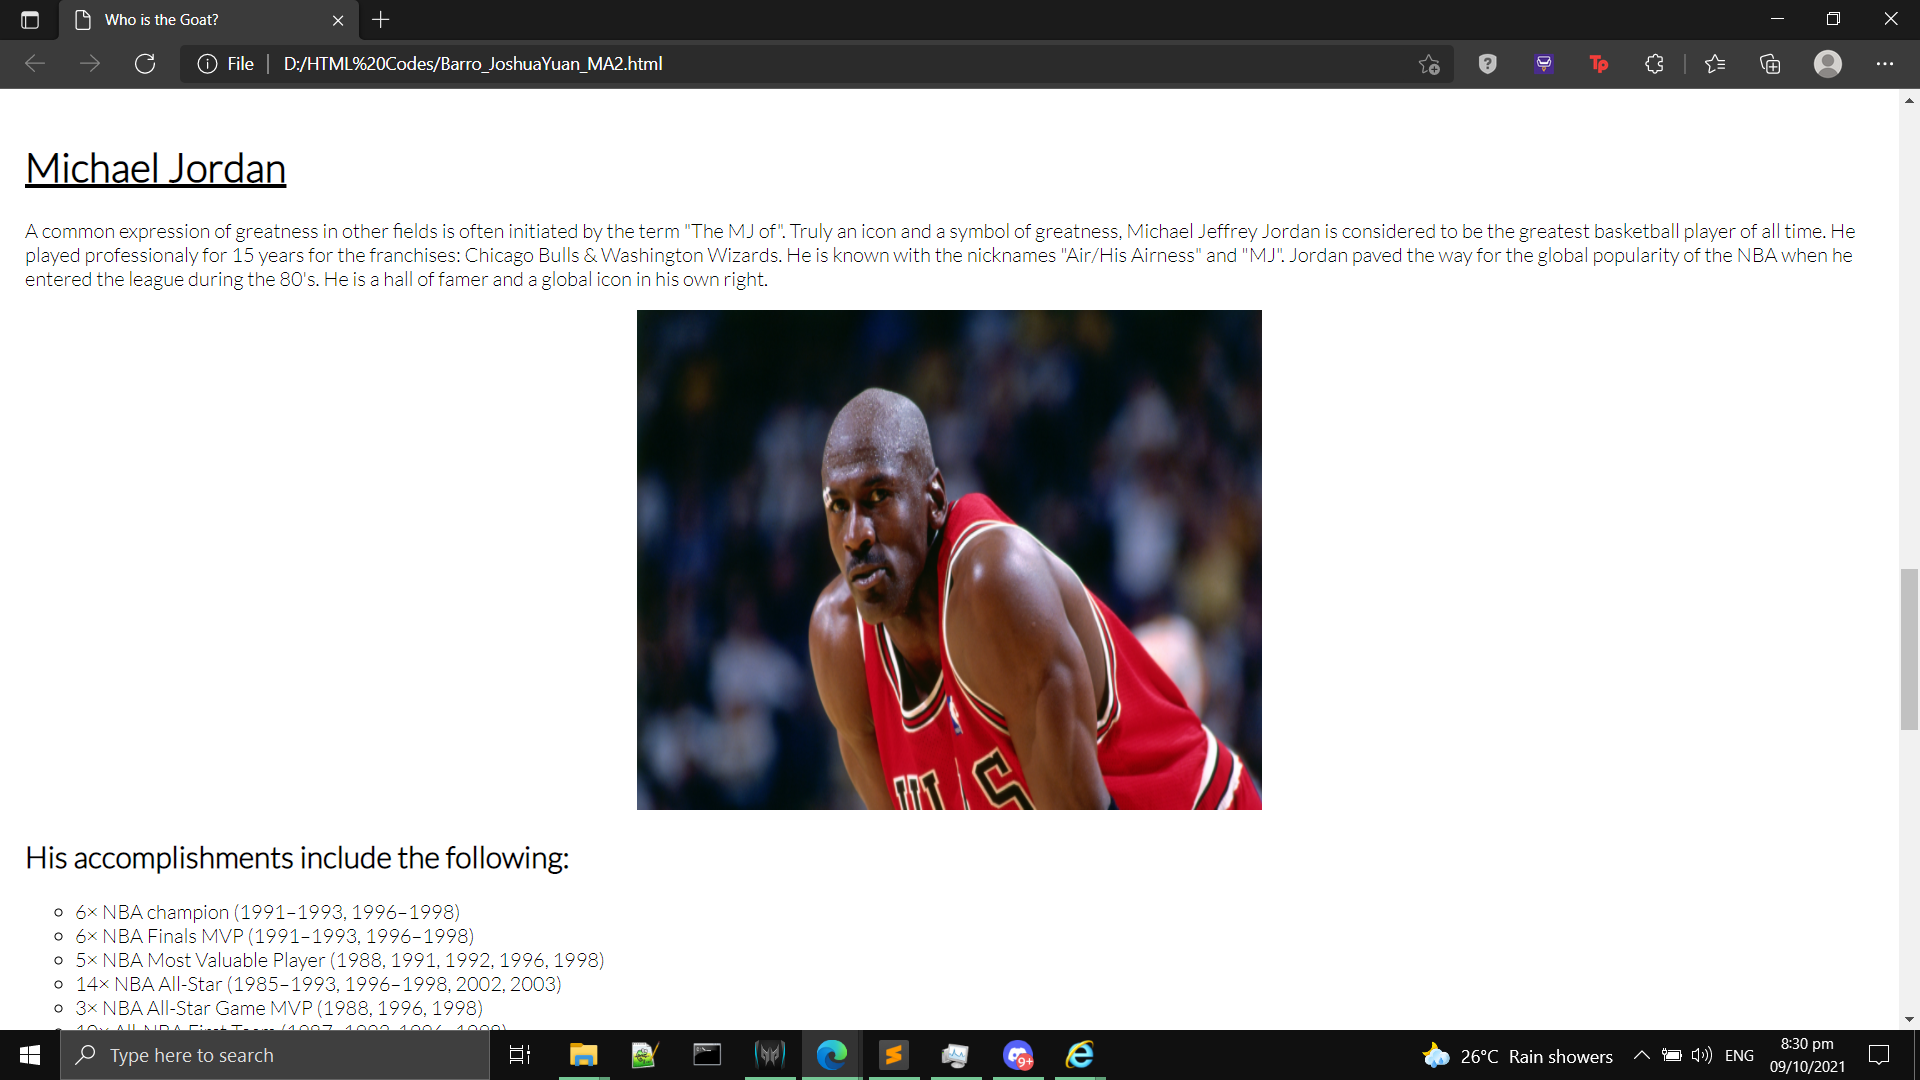 Who is the Goat?
File
D:/HTML%20Codes/Barro_JoshuaYuan_MA2.html
Michael Jordan
A common expression of greatness in other fields is often initiated by the term "The MJ of". Truly an icon and a symbol of greatness, Michael Jeffrey Jordan is considered to be the greatest basketball player of all time. He
played professionaly for 15 years for the franchises: Chicago Bulls & Washington Wizards. He is known with the nicknames "Air/His Airness" and "MJ". Jordan paved the way for the global popularity of the NBA when he
entered the league during the 80's. He is a hall of famer and a global icon in his own right.
His accomplishments include the following:
6× NBA champion (1991–1993, 1996–1998)
6× NBA Finals MVP (1991–1993, 1996–1998)
5× NBA Most Valuable Player (1988, 1991, 1992, 1996, 1998)
14× NBA All-Star (1985–1993, 1996–1998, 2002, 2003)
3× NBA All-Star Game MVP (1988, 1996, 1998)
Type here to search
9+
26°C Rain showers
ENG
8:30 pm
09/10/2021